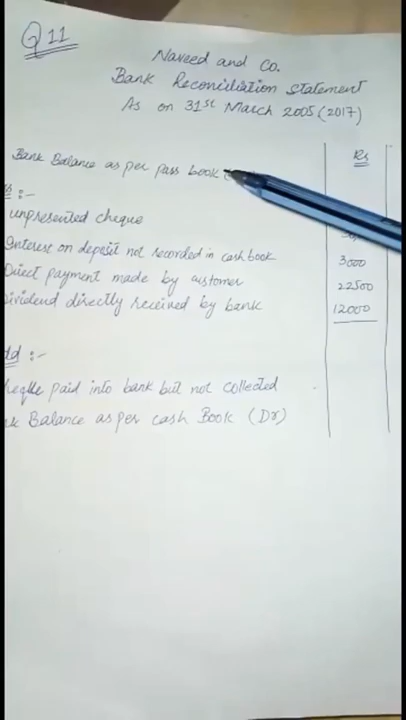 Q 11
Naveed and Co.
Bank Reconciliation statement
As on 31st March 2005 (2017)
Rs
Bank Balance as per pass book
:-
unpresented cheque
Interest on deposit not recorded in cash book 3000
Direct payment made by customer 22500
Dividend directly received by bank 12000
:-
paid into bank but not collected
Balance as per cash Book (Dr)